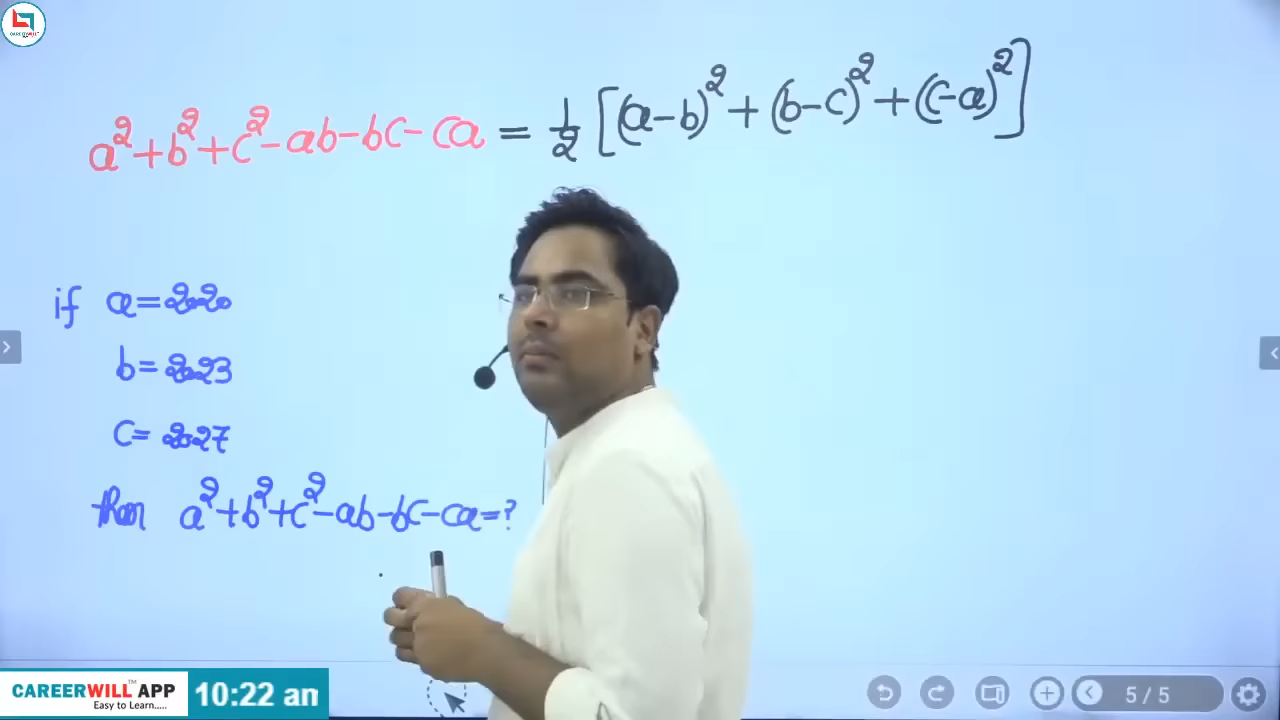 CAREERWILL
a²+b²+c²-ab-bc-ca = 1/2 [(a-b)²+(b-c)²+(c-a)²]
if a=2020
b=2023
c=2027
then a²+b²+c²-ab-bc-ca=?
CAREERWILL™ APP
Easy to Learn.....
10:22 am
5 / 5